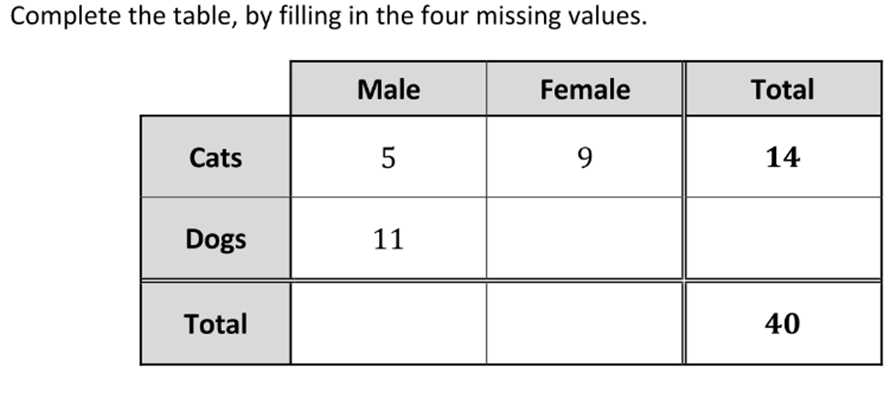 Complete the table, by filling in the four missing values.
Male Female Total
Cats 5 9 14
Dogs 11
Total 40